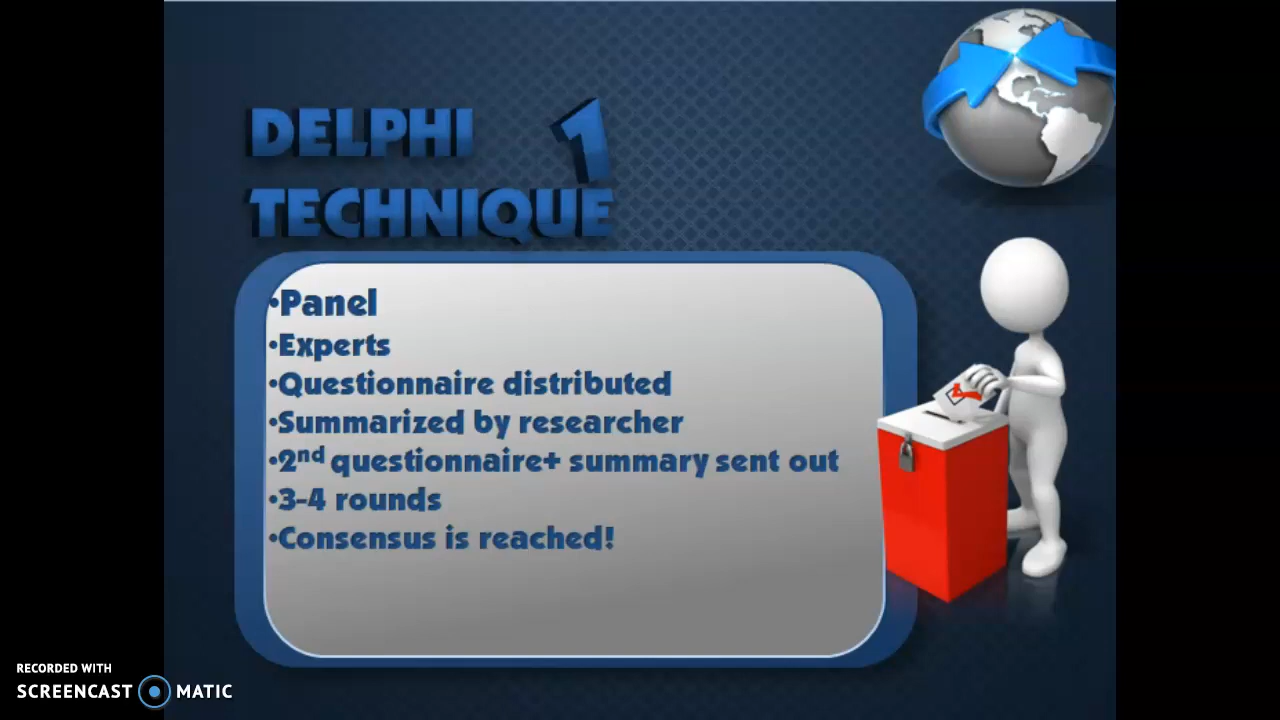 DELPHI 1
TECHNIQUE
•Panel
•Experts
•Questionnaire distributed
•Summarized by researcher
•2nd questionnaire+ summary sent out
•3-4 rounds
•Consensus is reached!
RECORDED WITH
SCREENCAST MATIC